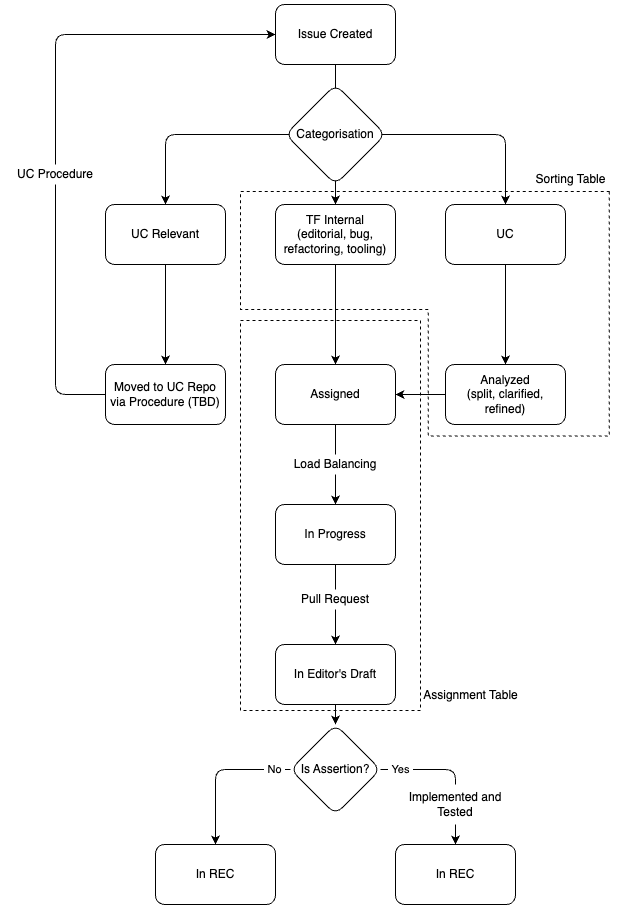 Issue Created
Categorisation
UC Procedure
Sorting Table
UC Relevant
TF Internal
(editorial, bug,
refactoring, tooling)
UC
Moved to UC Repo
via Procedure (TBD)
Assigned
Analyzed
(split, clarified,
refined)
Load Balancing
In Progress
Pull Request
In Editor's Draft
Assignment Table
No
Is Assertion?
Yes
Implemented and
Tested
In REC
In REC